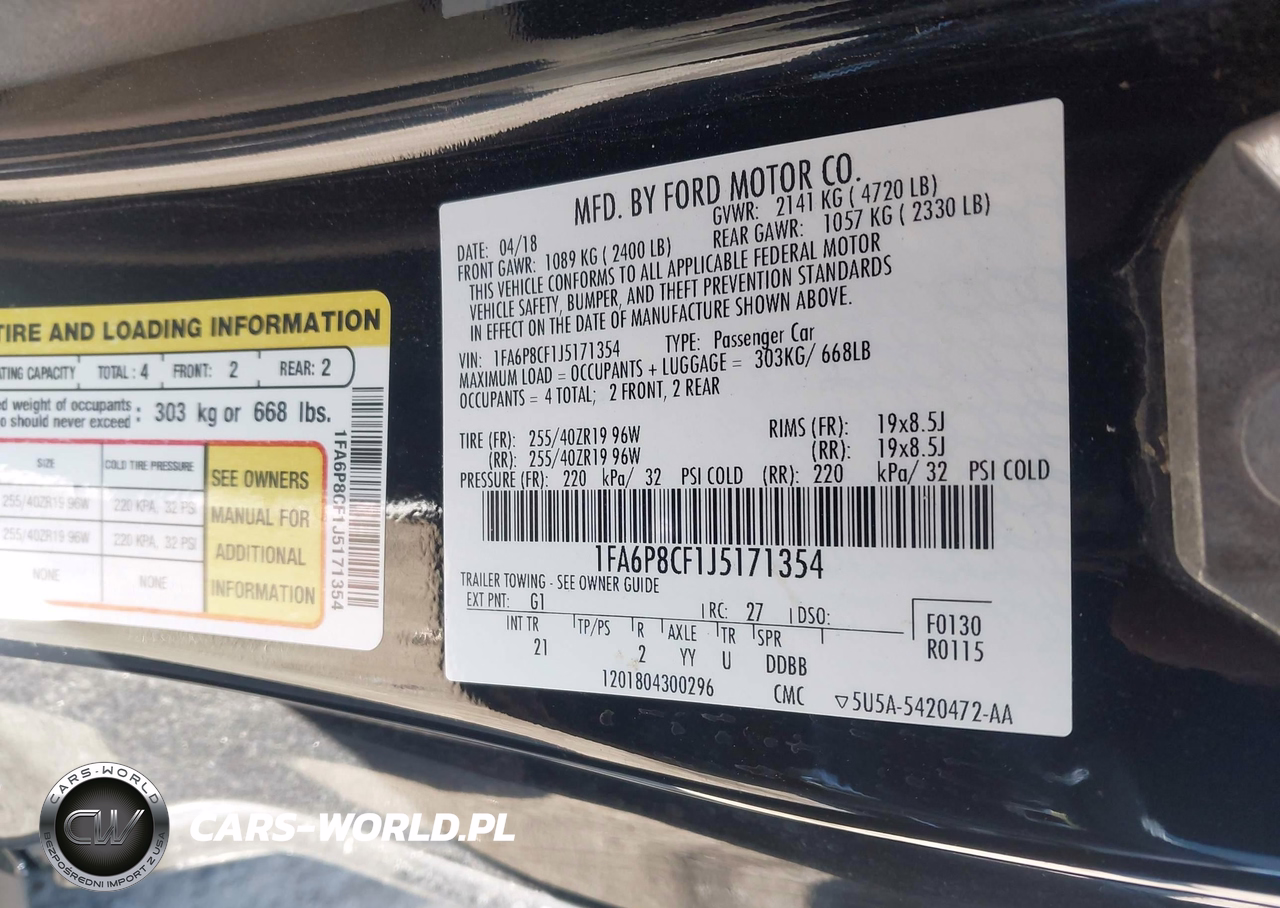 TIRE AND LOADING INFORMATION
ATING CAPACITY TOTAL : 4 FRONT: 2 REAR: 2
ed weight of occupants
o should never exceed : 303 kg or 668 lbs.
SIZE COLD TIRE PRESSURE
255/40ZR19 96W 220 KPA, 32 PSI
255/40ZR19 96W 220 KPA, 32 PSI
NONE NONE
SEE OWNERS
MANUAL FOR
ADDITIONAL
INFORMATION
1FA6P8CF1J5171354
MFD. BY FORD MOTOR CO.
DATE: 04/18 GVWR: 2141 KG ( 4720 LB)
FRONT GAWR: 1089 KG ( 2400 LB) REAR GAWR: 1057 KG ( 2330 LB)
THIS VEHICLE CONFORMS TO ALL APPLICABLE FEDERAL MOTOR
VEHICLE SAFETY, BUMPER, AND THEFT PREVENTION STANDARDS
IN EFFECT ON THE DATE OF MANUFACTURE SHOWN ABOVE.
VIN: 1FA6P8CF1J5171354 TYPE: Passenger Car
MAXIMUM LOAD = OCCUPANTS + LUGGAGE = 303KG/ 668LB
OCCUPANTS = 4 TOTAL; 2 FRONT, 2 REAR
TIRE (FR): 255/40ZR19 96W RIMS (FR): 19x8.5J
(RR): 255/40ZR19 96W (RR): 19x8.5J
PRESSURE (FR): 220 kPa/ 32 PSI COLD (RR): 220 kPa/ 32 PSI COLD
1FA6P8CF1J5171354
TRAILER TOWING - SEE OWNER GUIDE
EXT PNT: G1 RC: 27 DSO: F0130
INT TR TP/PS R AXLE TR SPR R0115
21 2 YY U DDBB
1201804300296 CMC ▽5U5A-5420472-AA
CARS-WORLD
CW
BEZPOŚREDNI IMPORT Z USA
CARS-WORLD.PL